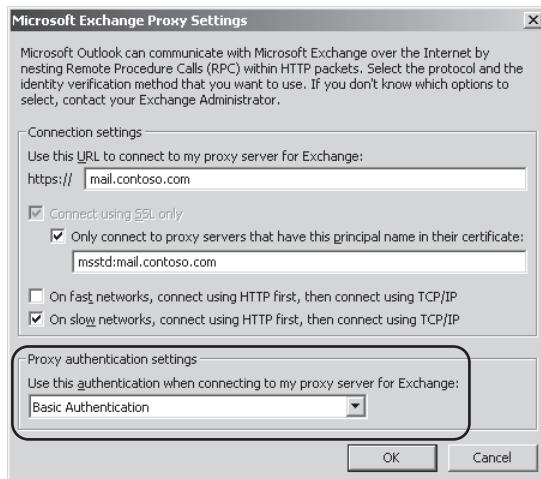 Microsoft Exchange Proxy Settings
Microsoft Outlook can communicate with Microsoft Exchange over the Internet by
nesting Remote Procedure Calls (RPC) within HTTP packets. Select the protocol and the
identity verification method that you want to use. If you don't know which options to
select, contact your Exchange Administrator.
Connection settings
Use this URL to connect to my proxy server for Exchange:
https:// mail.contoso.com
Connect using SSL only
Only connect to proxy servers that have this principal name in their certificate:
msstd:mail.contoso.com
On fast networks, connect using HTTP first, then connect using TCP/IP
On slow networks, connect using HTTP first, then connect using TCP/IP
Proxy authentication settings
Use this authentication when connecting to my proxy server for Exchange:
Basic Authentication
OK Cancel